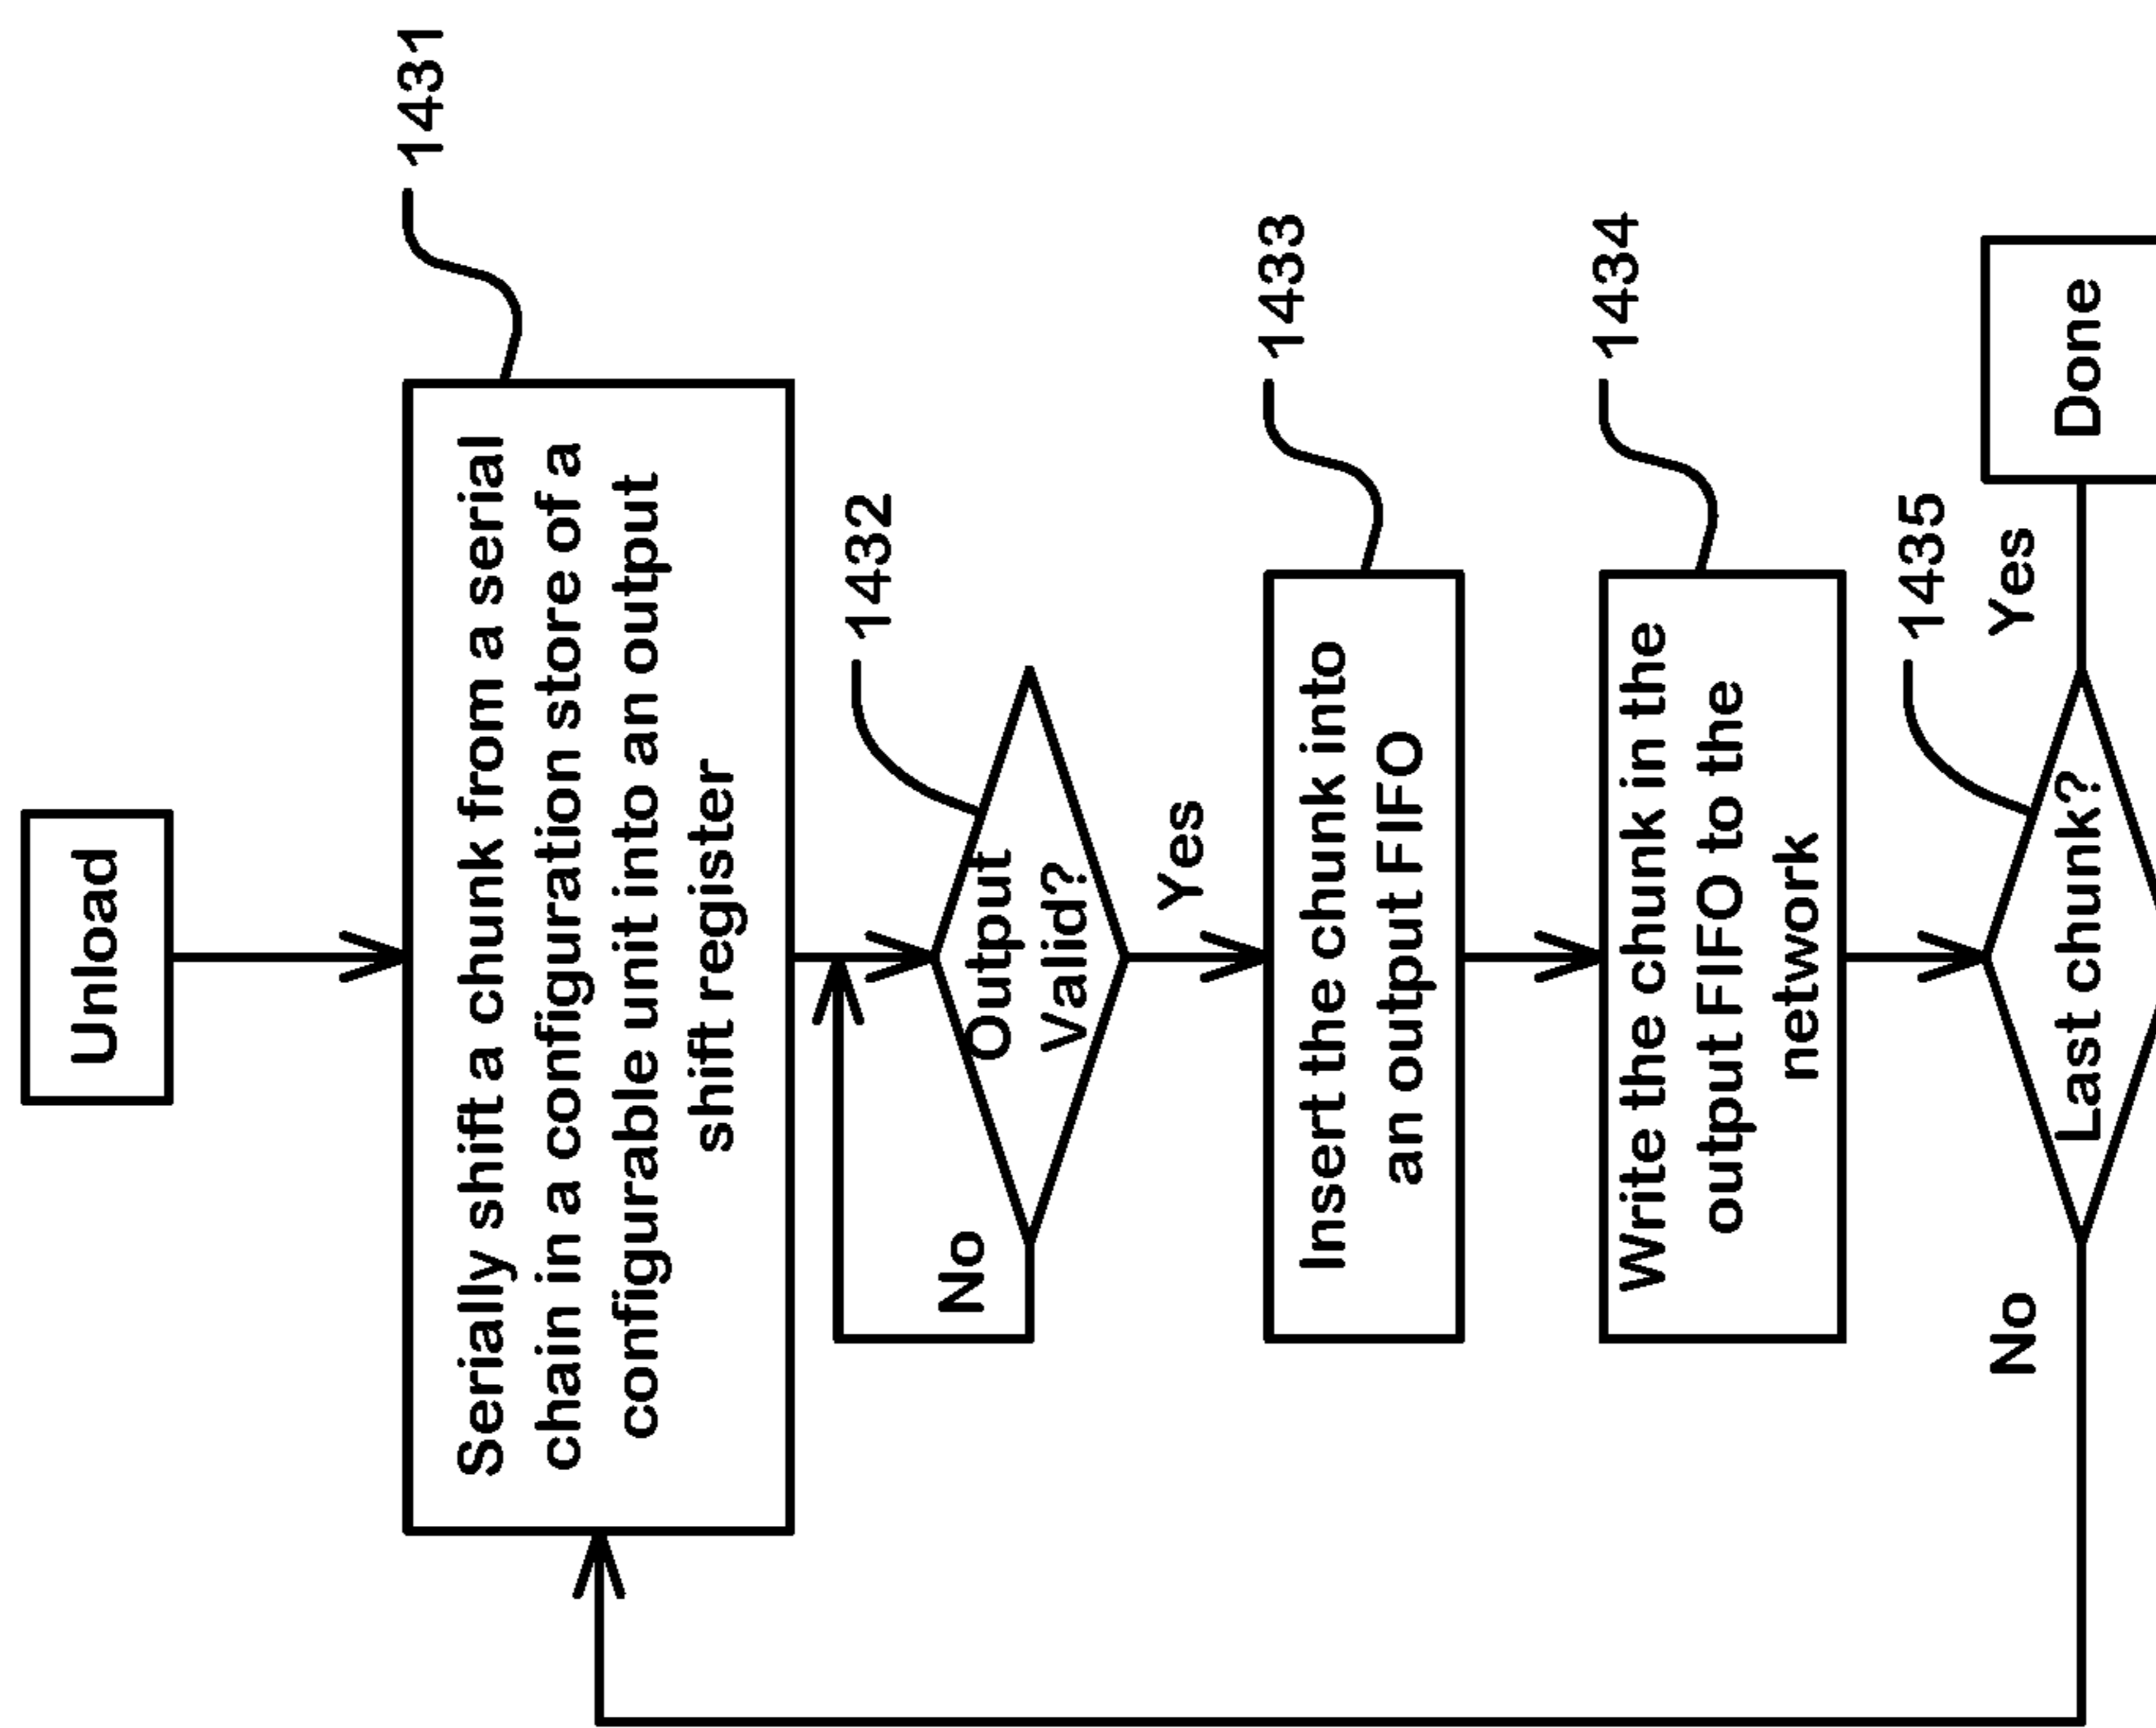 Unload
1431
Serially shift a chunk from a serial
chain in a configuration store of a
configurable unit into an output
shift register
1432
Output
Valid?
No
Yes
1433
Insert the chunk into
an output FIFO
1434
Write the chunk in the
output FIFO to the
network
1435
Last chunk?
No
Yes
Done